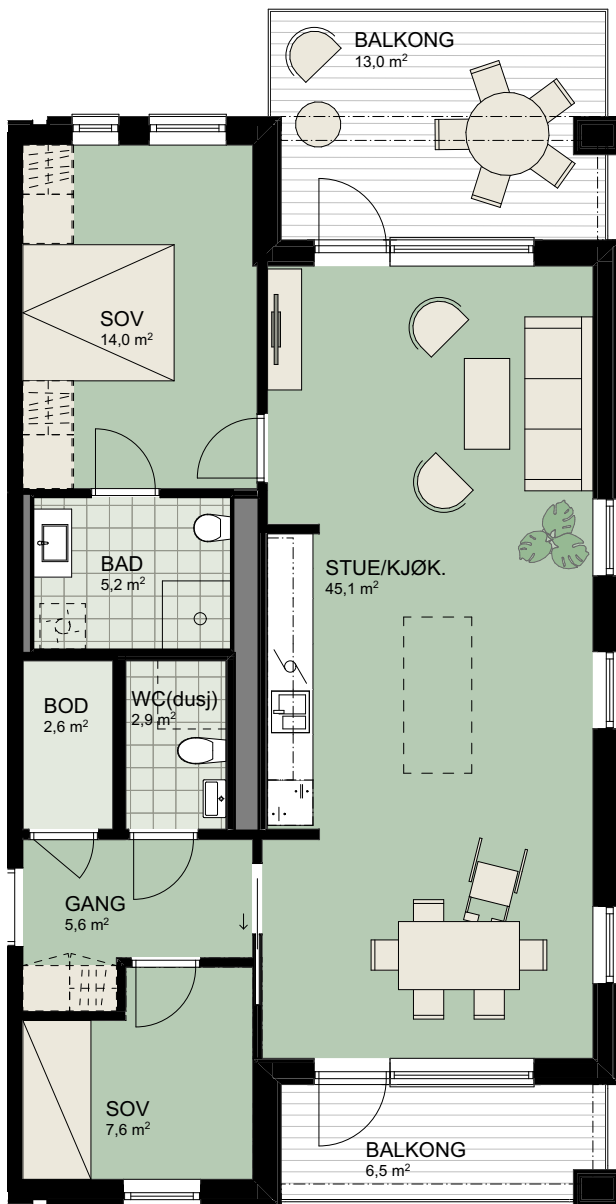 BALKONG
13,0 m²
SOV
14,0 m²
BAD
5,2 m²
STUE/KJØK.
45,1 m²
BOD
2,6 m²
WC(dusj)
2,9 m²
GANG
5,6 m²
SOV
7,6 m²
BALKONG
6,5 m²